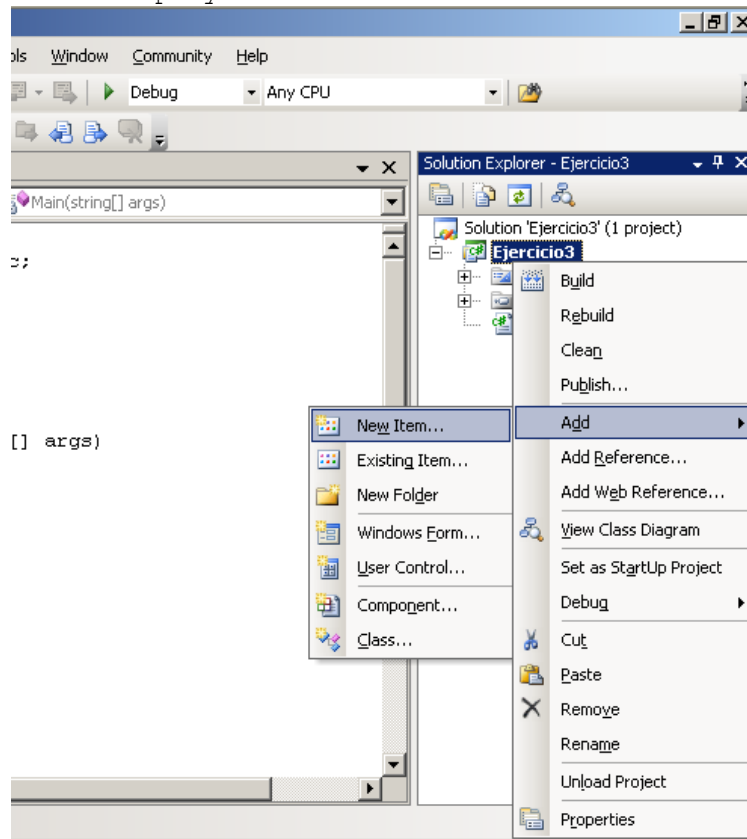 ols Window Community Help
Debug Any CPU
Solution Explorer - Ejercicio3
Main(string[] args)
Solution 'Ejercicio3' (1 project)
Ejercicio3
c;
Build
Rebuild
Clean
Publish...
[] args)
New Item...
Existing Item...
New Folder
Windows Form...
User Control...
Component...
Class...
Add
Add Reference...
Add Web Reference...
View Class Diagram
Set as StartUp Project
Debug
Cut
Paste
Remove
Rename
Unload Project
Properties